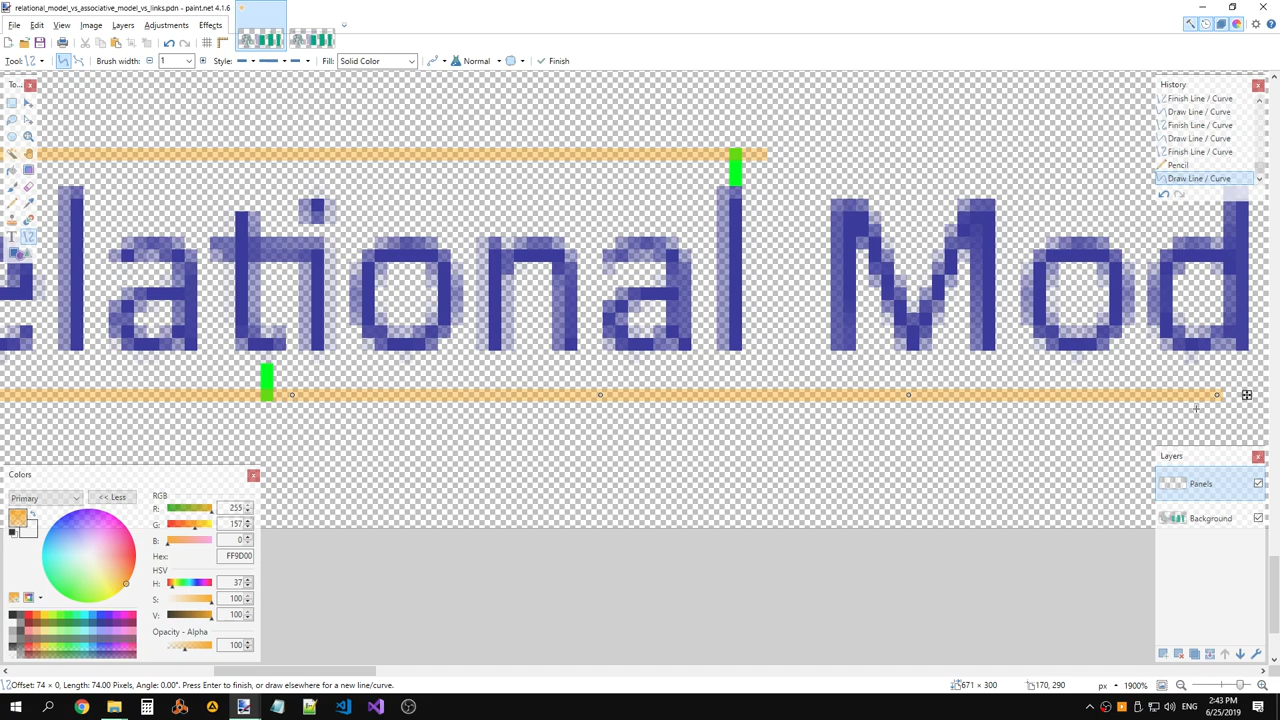 relational_model_vs_associative_model_vs_links.pdn - paint.net 4.1.6
File Edit View Image Layers Adjustments Effects
Tool: Brush width: 1 Style: Fill: Solid Color Normal Finish
To...
History
Finish Line / Curve
Draw Line / Curve
Finish Line / Curve
Draw Line / Curve
Finish Line / Curve
Pencil
Draw Line / Curve
elational Mod
Colors
Primary
<< Less
RGB
R: 255
G: 157
B: 0
Hex: FF9D00
HSV
H: 37
S: 100
V: 100
Opacity - Alpha
100
Layers
Panels
Background
Offset: 74 × 0, Length: 74.00 Pixels, Angle: 0.00°. Press Enter to finish, or draw elsewhere for a new line/curve.
671 × 300
170, 290
px
1900%
ENG
2:43 PM
6/25/2019